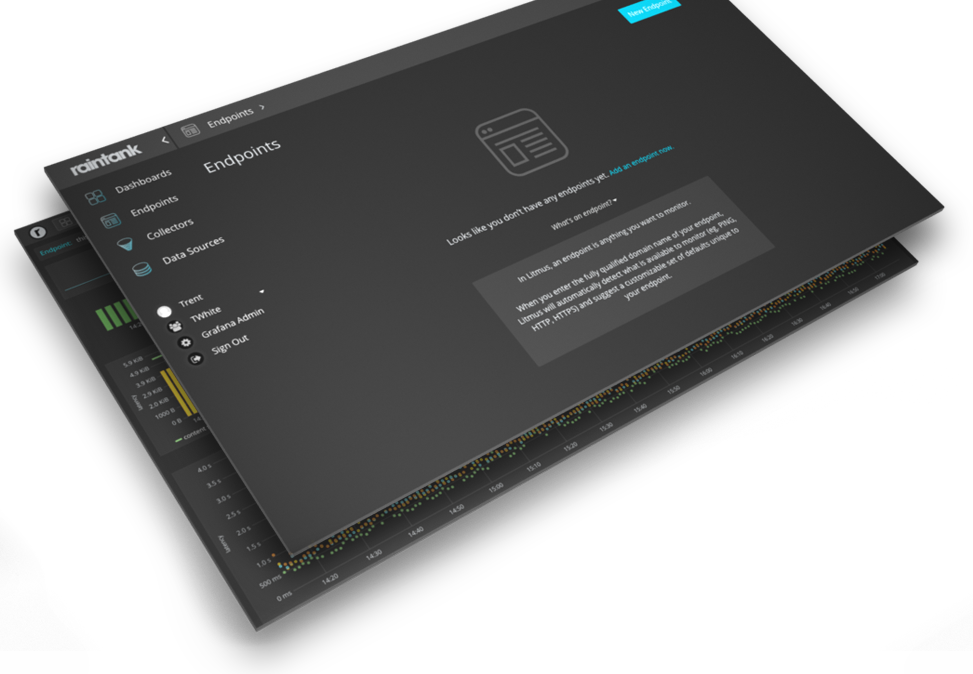 New Endpoint
raintank
Endpoints
Endpoints
Dashboards
Endpoints
Collectors
Data Sources
Trent
TWhite
Grafana Admin
Sign Out
Looks like you don't have any endpoints yet. Add an endpoint now.
What's on endpoint?
In Litmus, an endpoint is anything you want to monitor.
When you enter the fully qualified domain name of your endpoint,
Litmus will automatically detect what is available to monitor (eg, PING,
HTTP, HTTPS) and suggest a customizable set of defaults unique to
your endpoint.
Endpoint:
5.9 KiB
4.9 KiB
3.9 KiB
2.9 KiB
2.0 KiB
1000 B
0 B
content
4.0 s
3.5 s
3.0 s
2.5 s
2.0 s
1.5 s
1.0 s
500 ms
0 ms
latency
14:20
14:30
14:40
14:50
15:00
15:10
15:20
15:30
15:40
15:50
16:00
16:10
16:20
16:30
16:40
16:50
17:00